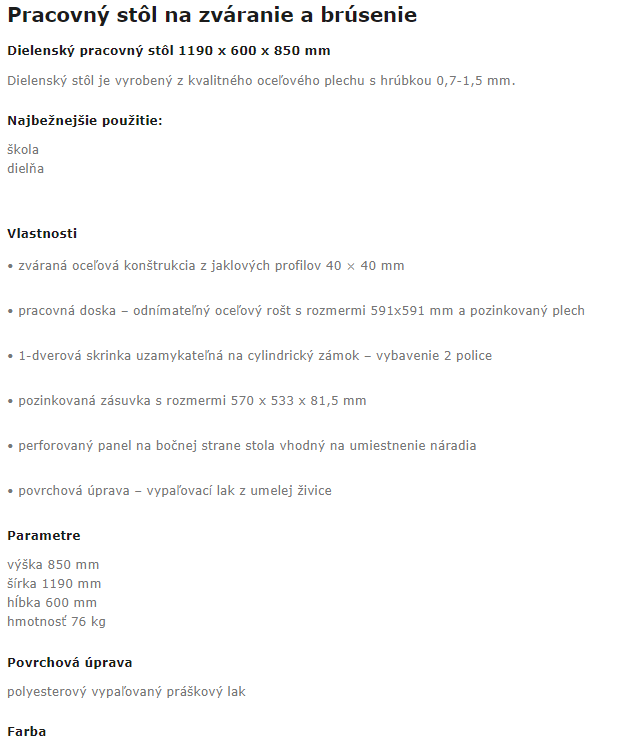 Pracovný stôl na zváranie a brúsenie
Dielenský pracovný stôl 1190 x 600 x 850 mm
Dielenský stôl je vyrobený z kvalitného oceľového plechu s hrúbkou 0,7-1,5 mm.
Najbežnejšie použitie:
škola
dielňa
Vlastnosti
• zváraná oceľová konštrukcia z jaklových profilov 40 × 40 mm
• pracovná doska – odnímateľný oceľový rošt s rozmermi 591x591 mm a pozinkovaný plech
• 1-dverová skrinka uzamykateľná na cylindrický zámok – vybavenie 2 police
• pozinkovaná zásuvka s rozmermi 570 x 533 x 81,5 mm
• perforovaný panel na bočnej strane stola vhodný na umiestnenie náradia
• povrchová úprava – vypaľovací lak z umelej živice
Parametre
výška 850 mm
šírka 1190 mm
hĺbka 600 mm
hmotnosť 76 kg
Povrchová úprava
polyesterový vypaľovaný práškový lak
Farba